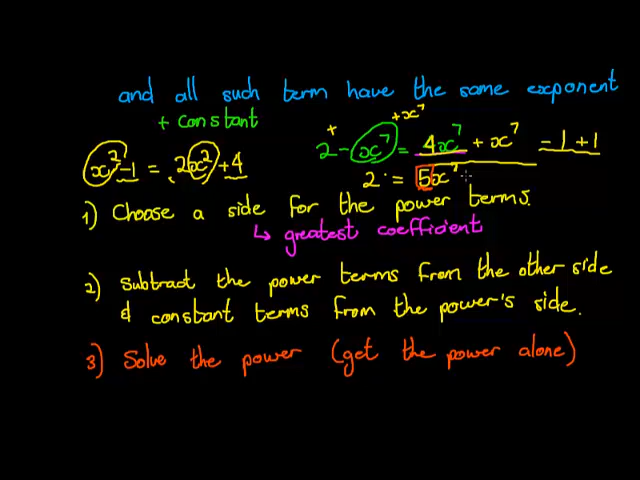 and all such term have the same exponent
+ constant
x² - 1 = 2x² + 4
+ +x⁷
2 - x⁷ = 4x⁷ + x⁷ = 1 + 1
2 = 5x⁷
1) Choose a side for the power terms.
↳ greatest coefficient
2) Subtract the power terms from the other side
& constant terms from the power's side.
3) Solve the power (get the power alone)